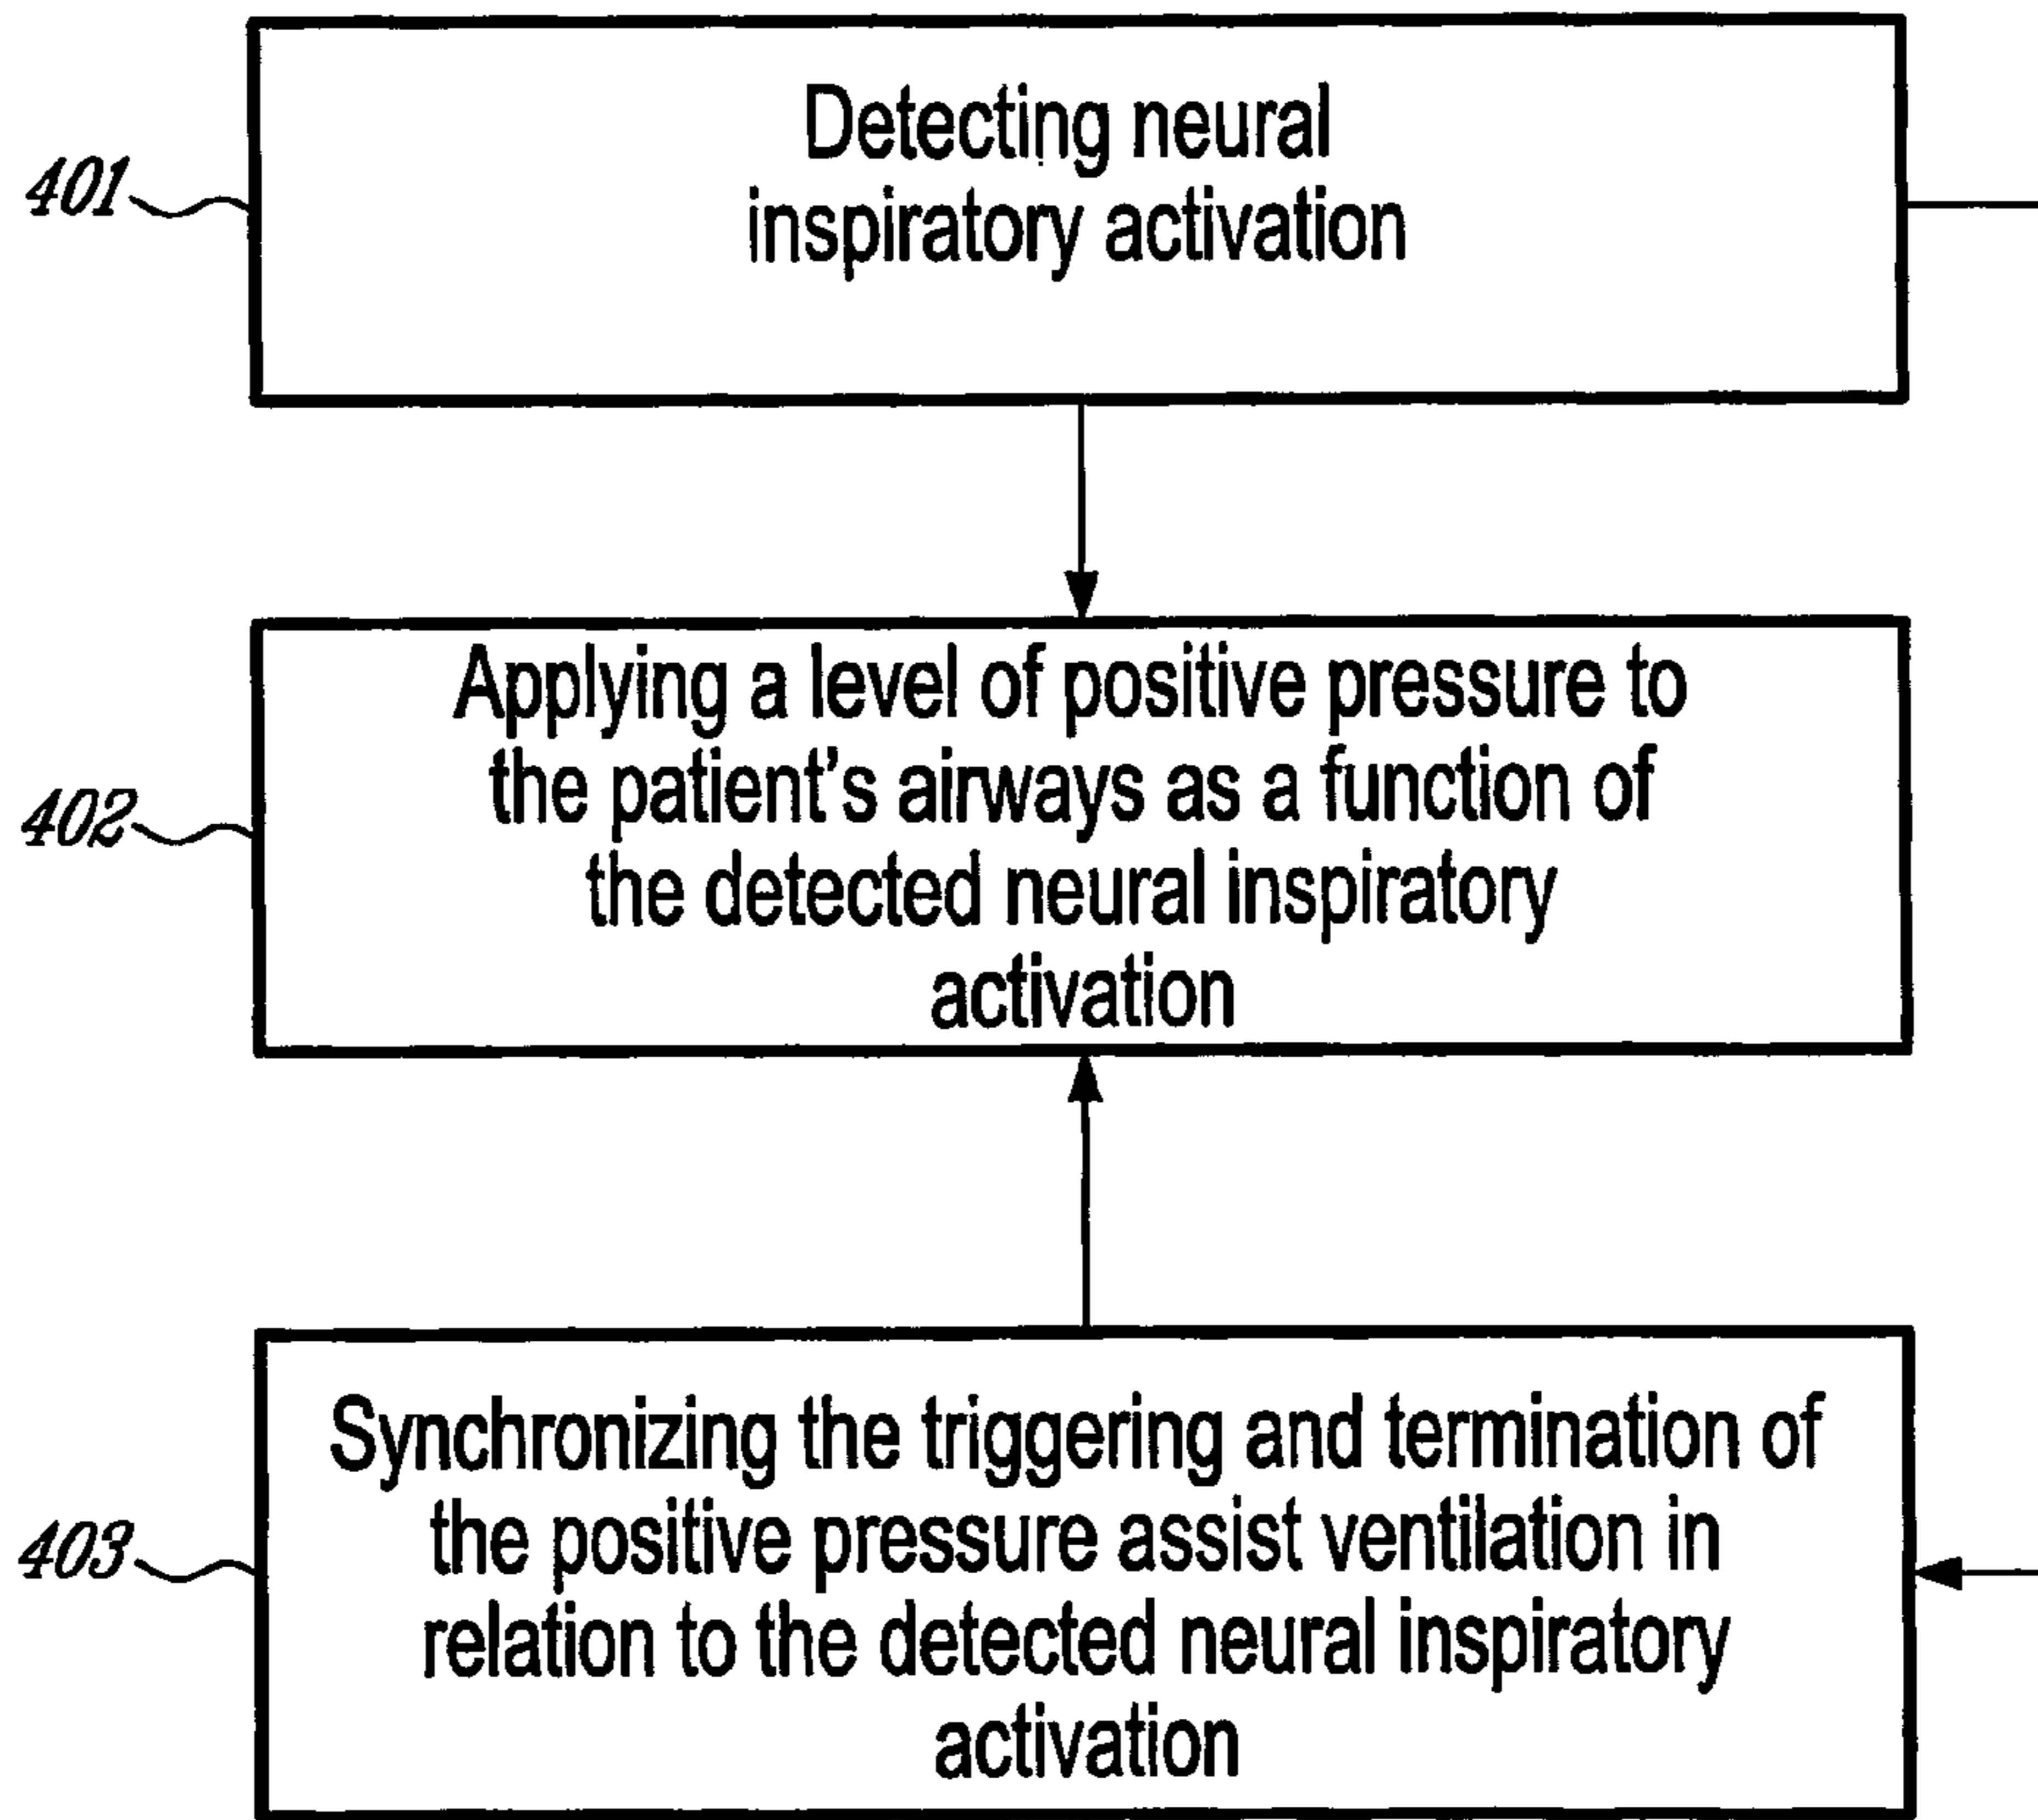 401
Detecting neural
inspiratory activation
402
Applying a level of positive pressure to
the patient's airways as a function of
the detected neural inspiratory
activation
403
Synchronizing the triggering and termination of
the positive pressure assist ventilation in
relation to the detected neural inspiratory
activation